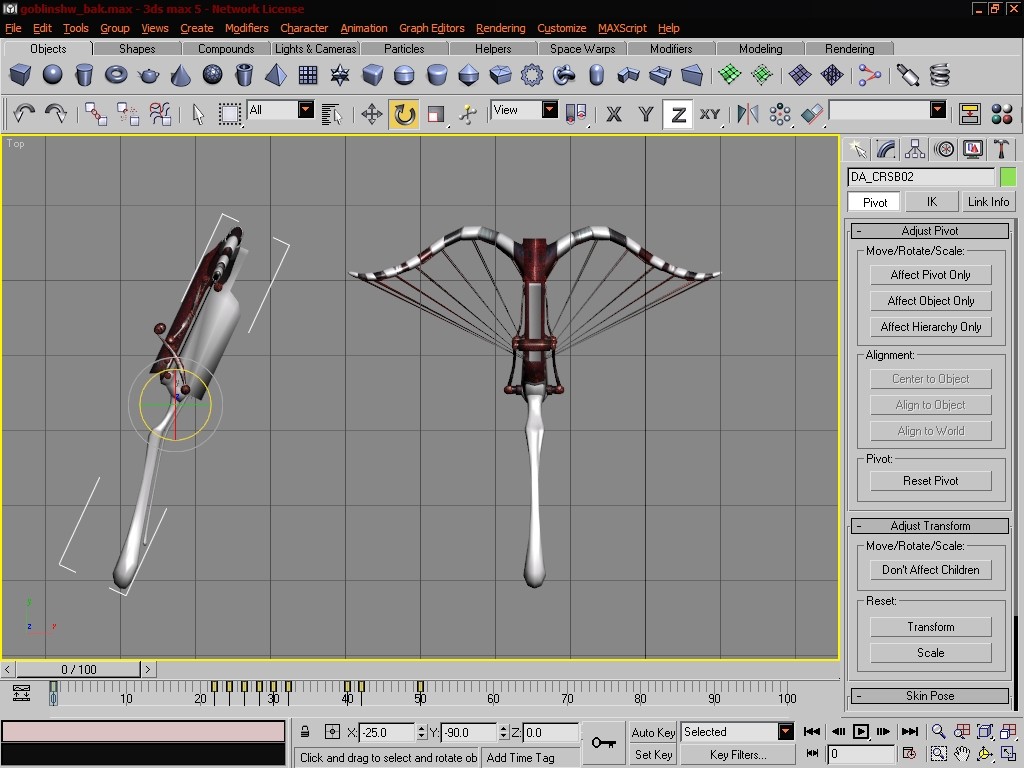 goblinshw_bak.max - 3ds max 5 - Network License
File Edit Tools Group Views Create Modifiers Character Animation Graph Editors Rendering Customize MAXScript Help
Objects Shapes Compounds Lights & Cameras Particles Helpers Space Warps Modifiers Modeling Rendering
All View X Y Z XY
Top
DA_CRSB02
Pivot IK Link Info
- Adjust Pivot
Move/Rotate/Scale:
Affect Pivot Only
Affect Object Only
Affect Hierarchy Only
Alignment:
Center to Object
Align to Object
Align to World
Pivot:
Reset Pivot
- Adjust Transform
Move/Rotate/Scale:
Don't Affect Children
Reset:
Transform
Scale
- Skin Pose
y
z
< 0 / 100 >
10 20 30 40 50 60 70 80 90 100
X: -25.0 Y: -90.0 Z: 0.0 Auto Key Selected
Click and drag to select and rotate ob Add Time Tag Set Key Key Filters... 0